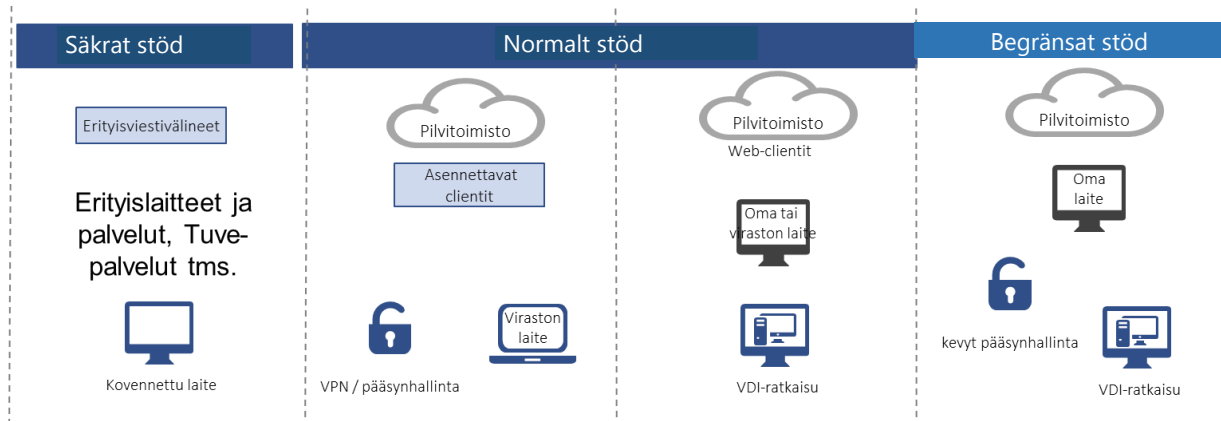 Säkrat stöd
Normalt stöd
Begränsat stöd
Erityisviestivälineet
Erityislaitteet ja
palvelut, Tuve-
palvelut tms.
Kovennettu laite
Pilvitoimisto
Asennettavat
clientit
VPN / pääsynhallinta
Viraston
laite
Pilvitoimisto
Web-clientit
Oma tai
viraston laite
VDI-ratkaisu
Pilvitoimisto
Oma
laite
kevyt pääsynhallinta
VDI-ratkaisu